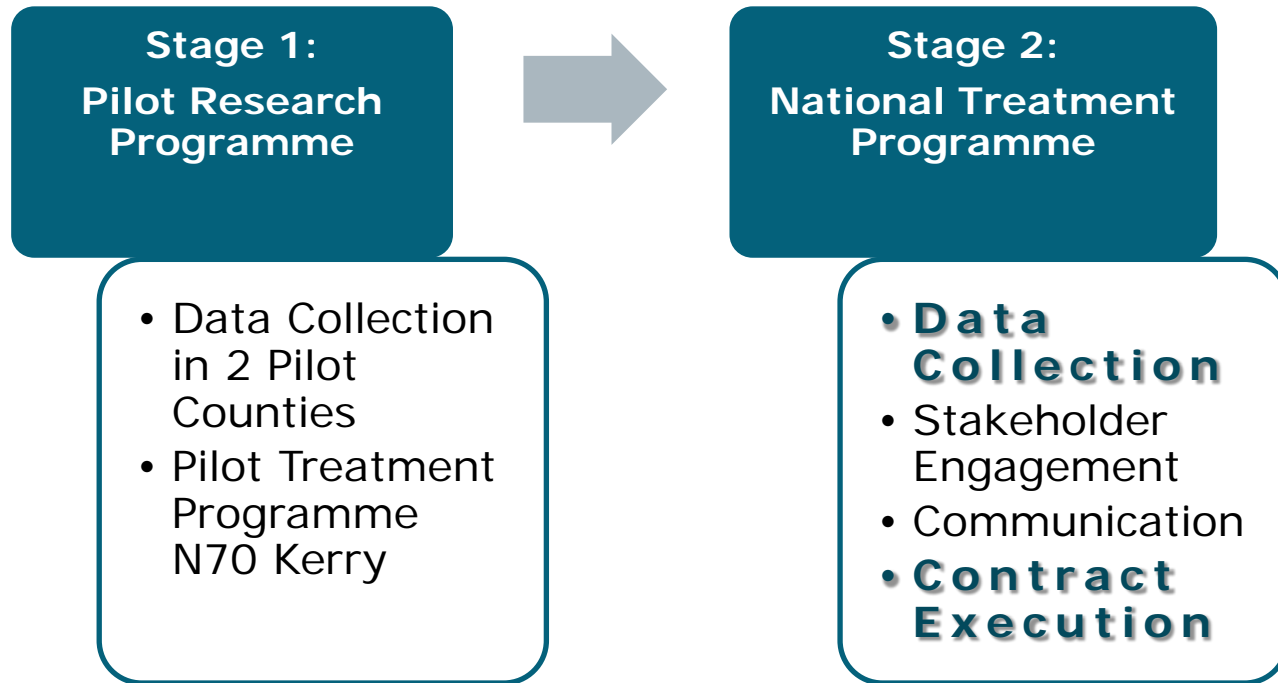 Stage 1:
Pilot Research
Programme
• Data Collection
in 2 Pilot
Counties
• Pilot Treatment
Programme
N70 Kerry
Stage 2:
National Treatment
Programme
• Data
Collection
• Stakeholder
Engagement
• Communication
• Contract
Execution